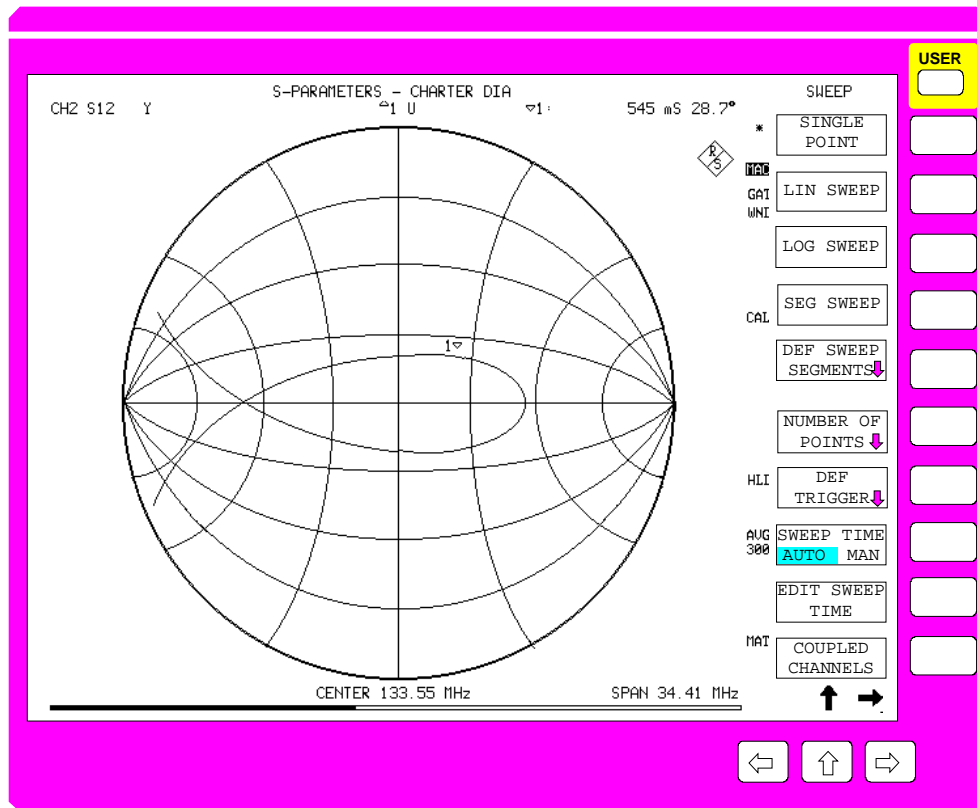 USER
S-PARAMETERS - CHARTER DIA
SWEEP
CH2 S12 Y
△1 U
▽1:
545 mS 28.7°
*
SINGLE
POINT
R
S
MAD
GAT
WNI
LIN SWEEP
LOG SWEEP
CAL
SEG SWEEP
1▽
DEF SWEEP
SEGMENTS
NUMBER OF
POINTS
HLI
DEF
TRIGGER
AVG
300
SWEEP TIME
AUTO MAN
EDIT SWEEP
TIME
MAT
COUPLED
CHANNELS
CENTER 133.55 MHz
SPAN 34.41 MHz